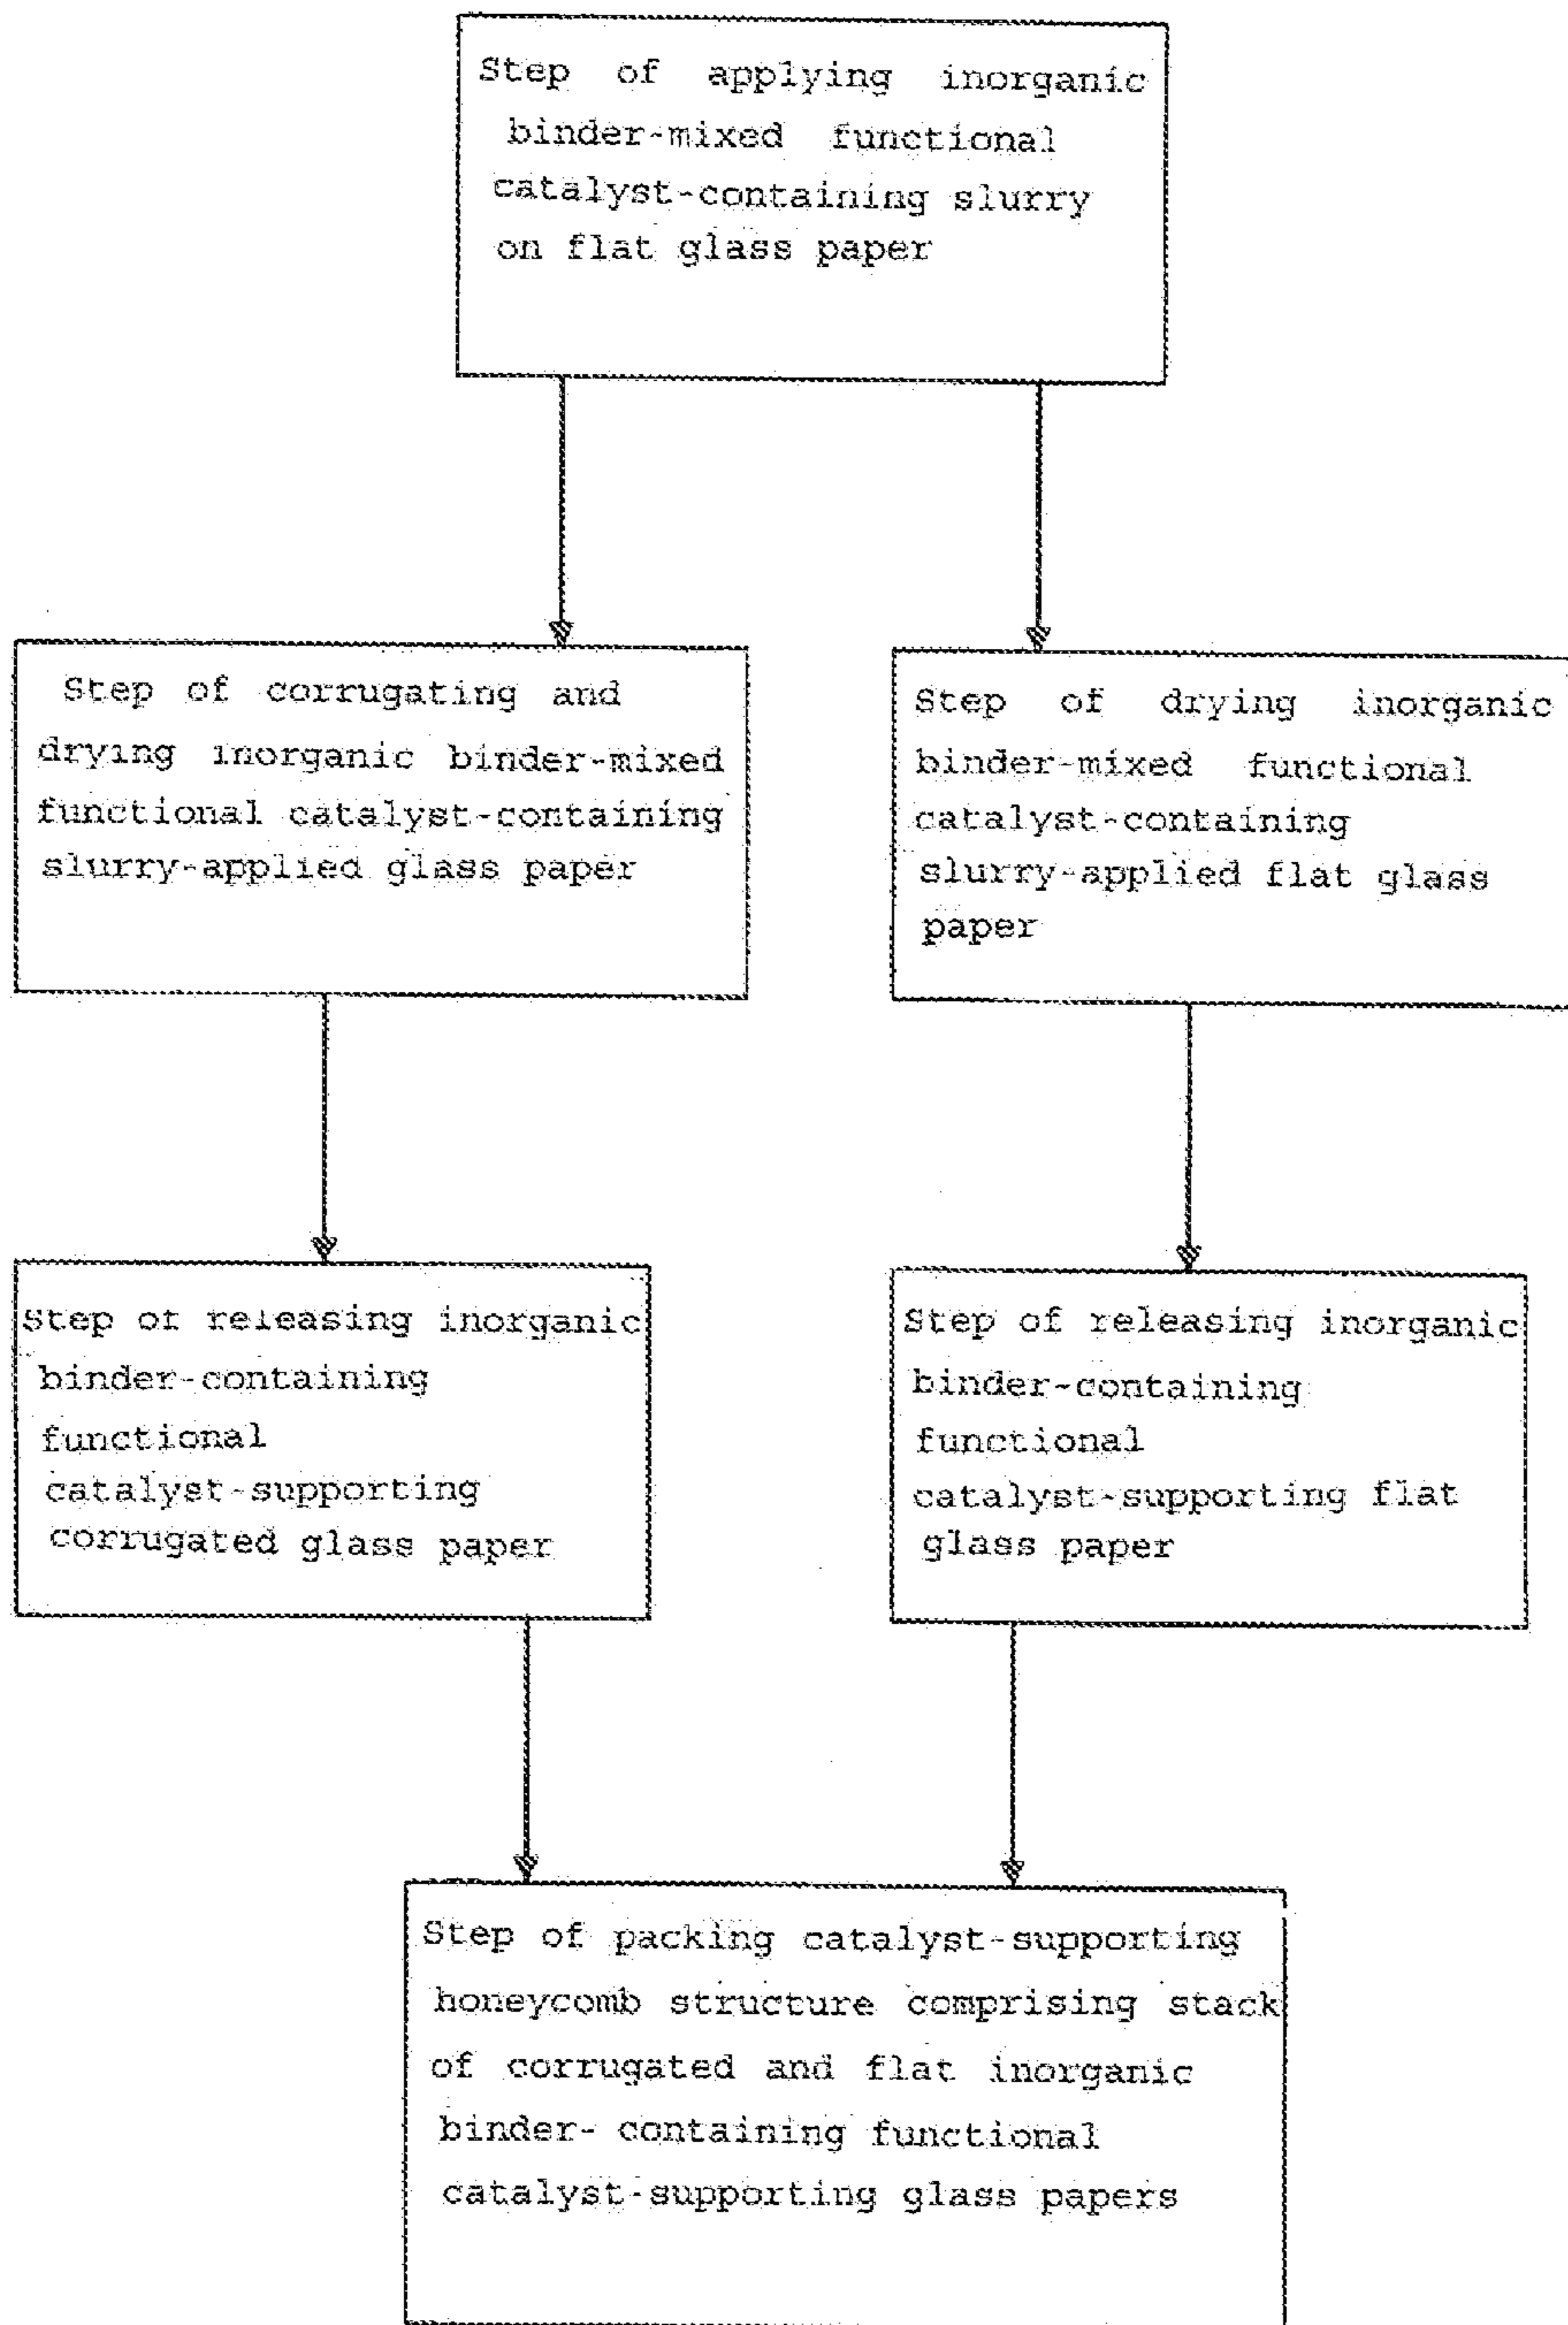 Step of applying inorganic
binder-mixed functional
catalyst-containing slurry
on flat glass paper
Step of corrugating and
drying inorganic binder-mixed
functional catalyst-containing
slurry-applied glass paper
Step of drying inorganic
binder-mixed functional
catalyst-containing
slurry-applied flat glass
paper
Step of releasing inorganic
binder-containing
functional
catalyst-supporting
corrugated glass paper
Step of releasing inorganic
binder-containing
functional
catalyst-supporting flat
glass paper
Step of packing catalyst-supporting
honeycomb structure comprising stack
of corrugated and flat inorganic
binder- containing functional
catalyst-supporting glass papers